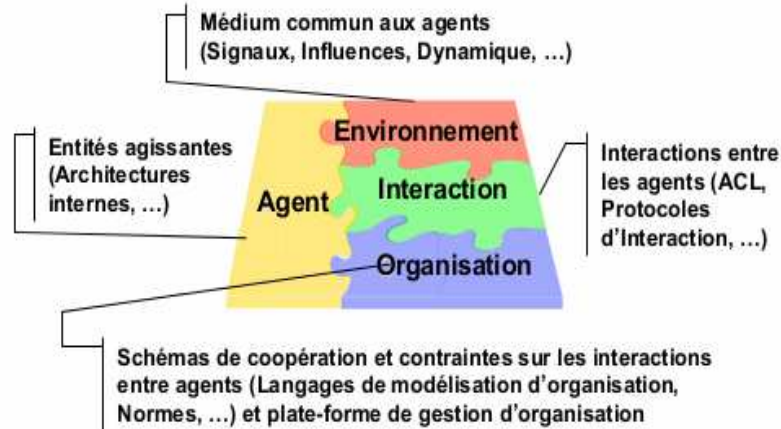 Médium commun aux agents
(Signaux, Influences, Dynamique, …)
Environnement
Entités agissantes
(Architectures
internes, …)
Agent
Interaction
Interactions entre
les agents (ACL,
Protocoles
d'Interaction, …)
Organisation
Schémas de coopération et contraintes sur les interactions
entre agents (Langages de modélisation d'organisation,
Normes, …) et plate-forme de gestion d'organisation